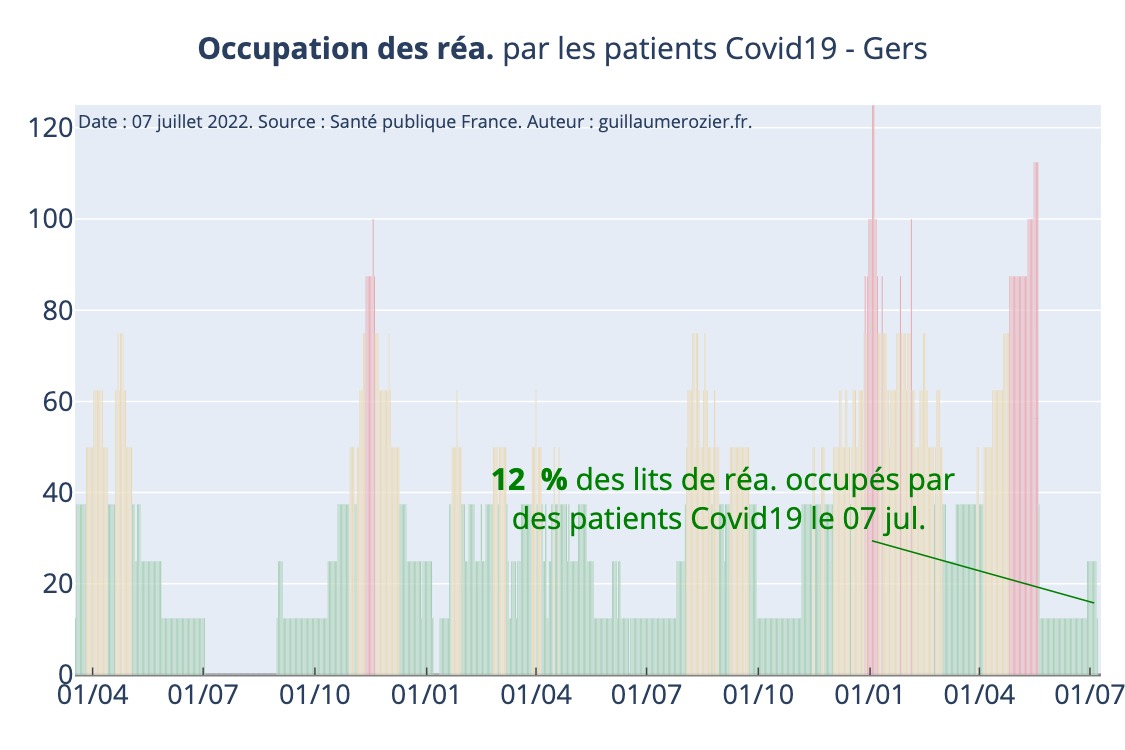 Occupation des réa. par les patients Covid19 - Gers
Date : 07 juillet 2022. Source : Santé publique France. Auteur : guillaumerozier.fr.
120
100
80
60
40
20
0
12 % des lits de réa. occupés par
des patients Covid19 le 07 jul.
01/04 01/07 01/10 01/01 01/04 01/07 01/10 01/01 01/04 01/07